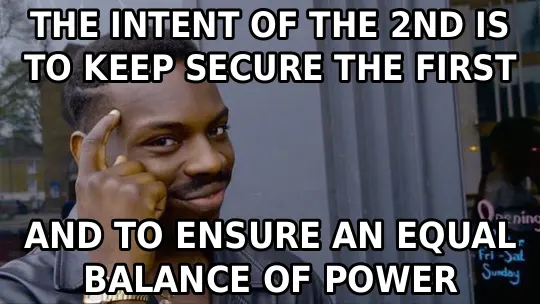 THE INTENT OF THE 2ND IS
TO KEEP SECURE THE FIRST
AND TO ENSURE AN EQUAL
BALANCE OF POWER
Opening
Fri - Sat
Sunday